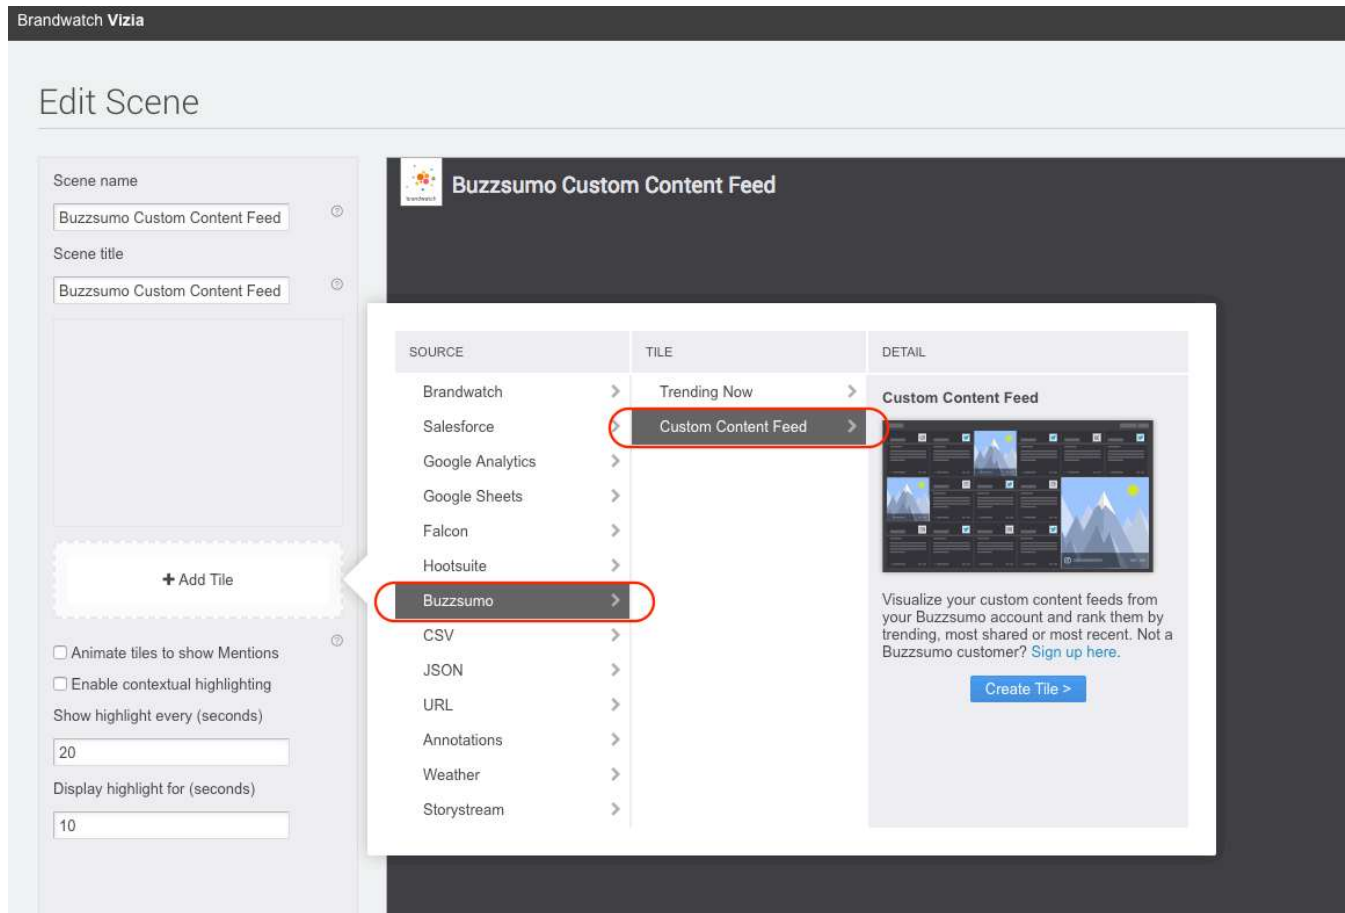 Brandwatch Vizia
Edit Scene
Scene name
Buzzsumo Custom Content Feed
Scene title
Buzzsumo Custom Content Feed
+ Add Tile
Animate tiles to show Mentions
Enable contextual highlighting
Show highlight every (seconds)
20
Display highlight for (seconds)
10
brandwatch
Buzzsumo Custom Content Feed
SOURCE
Brandwatch
Salesforce
Google Analytics
Google Sheets
Falcon
Hootsuite
Buzzsumo
CSV
JSON
URL
Annotations
Weather
Storystream
TILE
Trending Now
Custom Content Feed
DETAIL
Custom Content Feed
Visualize your custom content feeds from
your Buzzsumo account and rank them by
trending, most shared or most recent. Not a
Buzzsumo customer? Sign up here.
Create Tile >